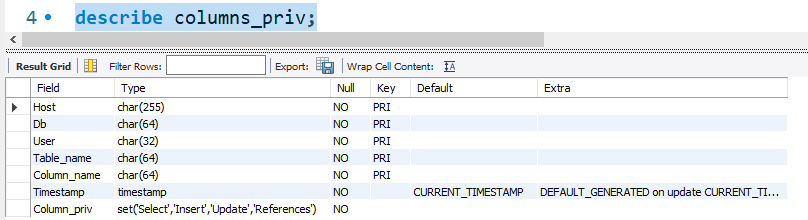 4 describe columns_priv;
Result Grid Filter Rows: Export: Wrap Cell Content: IA
Field Type Null Key Default Extra
Host char(255) NO PRI
Db char(64) NO PRI
User char(32) NO PRI
Table_name char(64) NO PRI
Column_name char(64) NO PRI
Timestamp timestamp NO CURRENT_TIMESTAMP DEFAULT_GENERATED on update CURRENT_TI...
Column_priv set('Select','Insert','Update','References') NO